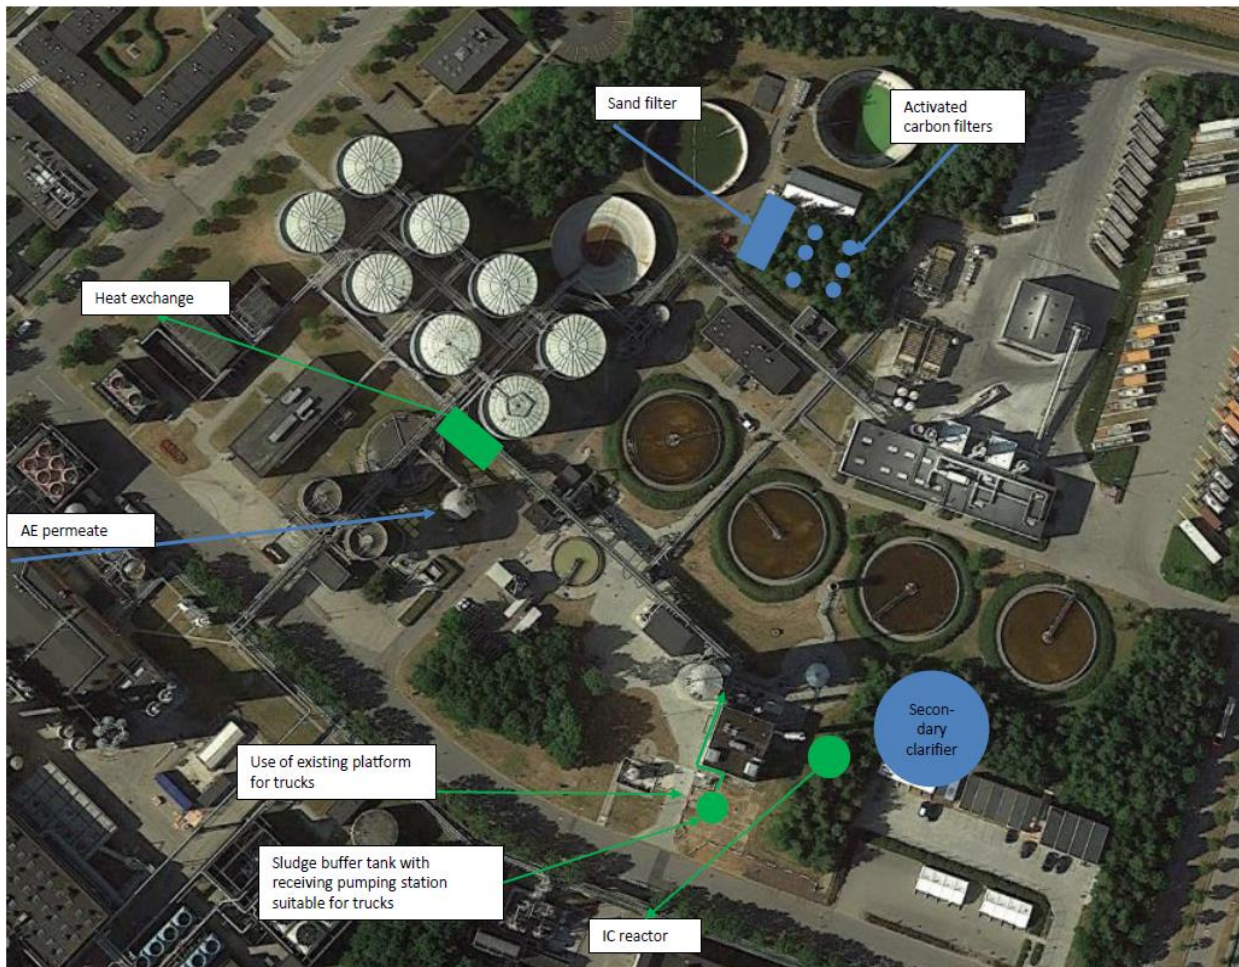 Sand filter
Activated
carbon filters
Heat exchange
AE permeate
Secon-
dary
clarifier
Use of existing platform
for trucks
Sludge buffer tank with
receiving pumping station
suitable for trucks
IC reactor